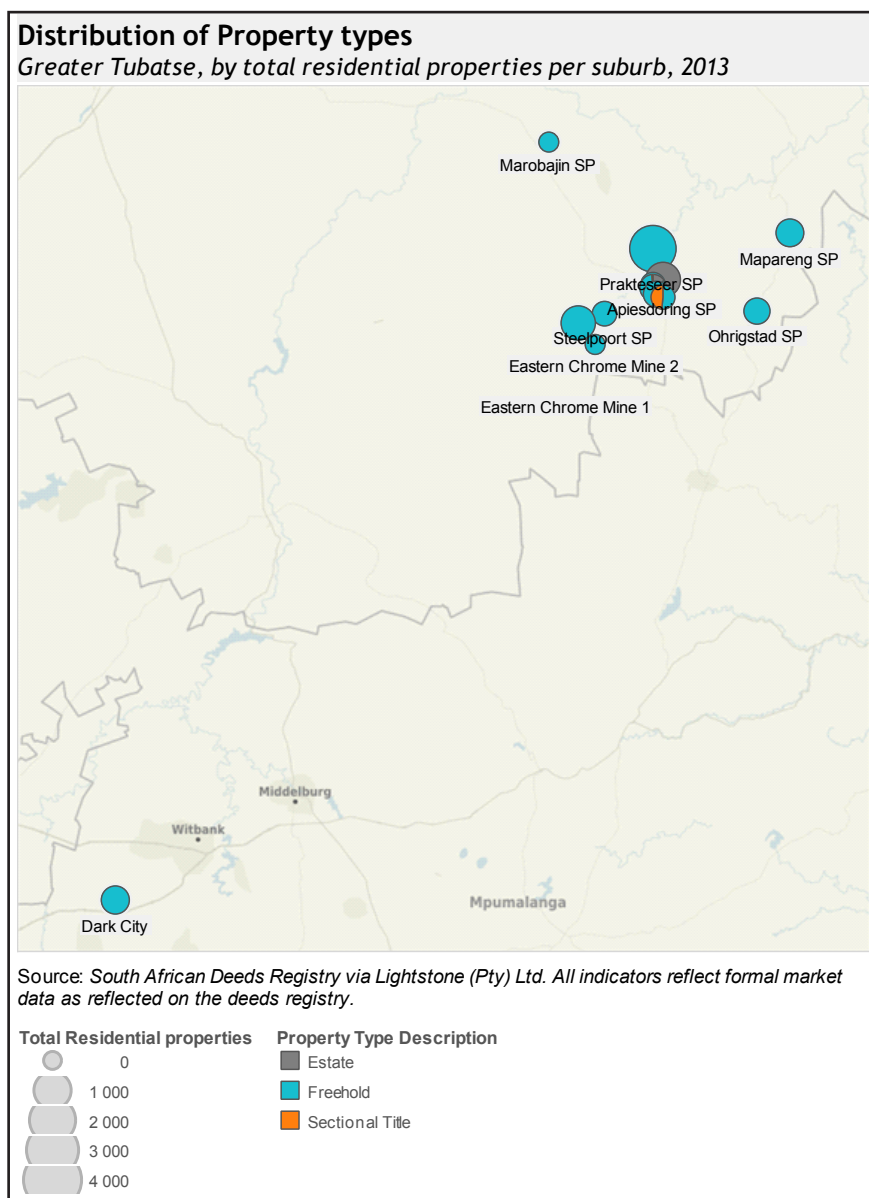 Distribution of Property types
Greater Tubatse, by total residential properties per suburb, 2013
Marobajin SP
Mapareng SP
Prakteseer SP
Apiesdoring SP
Ohrigstad SP
Steelpoort SP
Eastern Chrome Mine 2
Eastern Chrome Mine 1
Middelburg
Witbank
Mpumalanga
Dark City
Source: South African Deeds Registry via Lightstone (Pty) Ltd. All indicators reflect formal market
data as reflected on the deeds registry.
Total Residential properties
0
1 000
2 000
3 000
4 000
Property Type Description
Estate
Freehold
Sectional Title